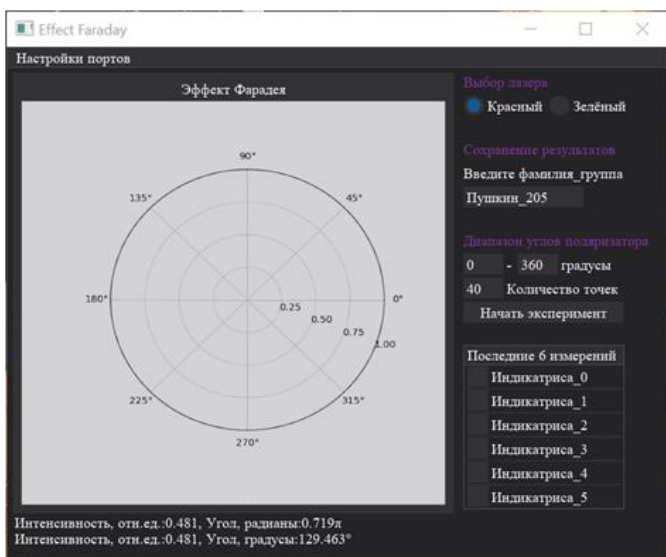 Effect Faraday
Настройки портов
Эффект Фарадея
90°
135°
45°
180°
0°
0.25
0.50
0.75
1.00
225°
315°
270°
Выбор лазера
Красный Зелёный
Сохранение результатов
Введите фамилия_группа
Пушкин_205
Диапазон углов поляризатора
0 - 360 градусы
40 Количество точек
Начать эксперимент
Последние 6 измерений
Индикатриса_0
Индикатриса_1
Индикатриса_2
Индикатриса_3
Индикатриса_4
Индикатриса_5
Интенсивность, отн.ед.:0.481, Угол, радианы:0.719π
Интенсивность, отн.ед.:0.481, Угол, градусы:129.463°